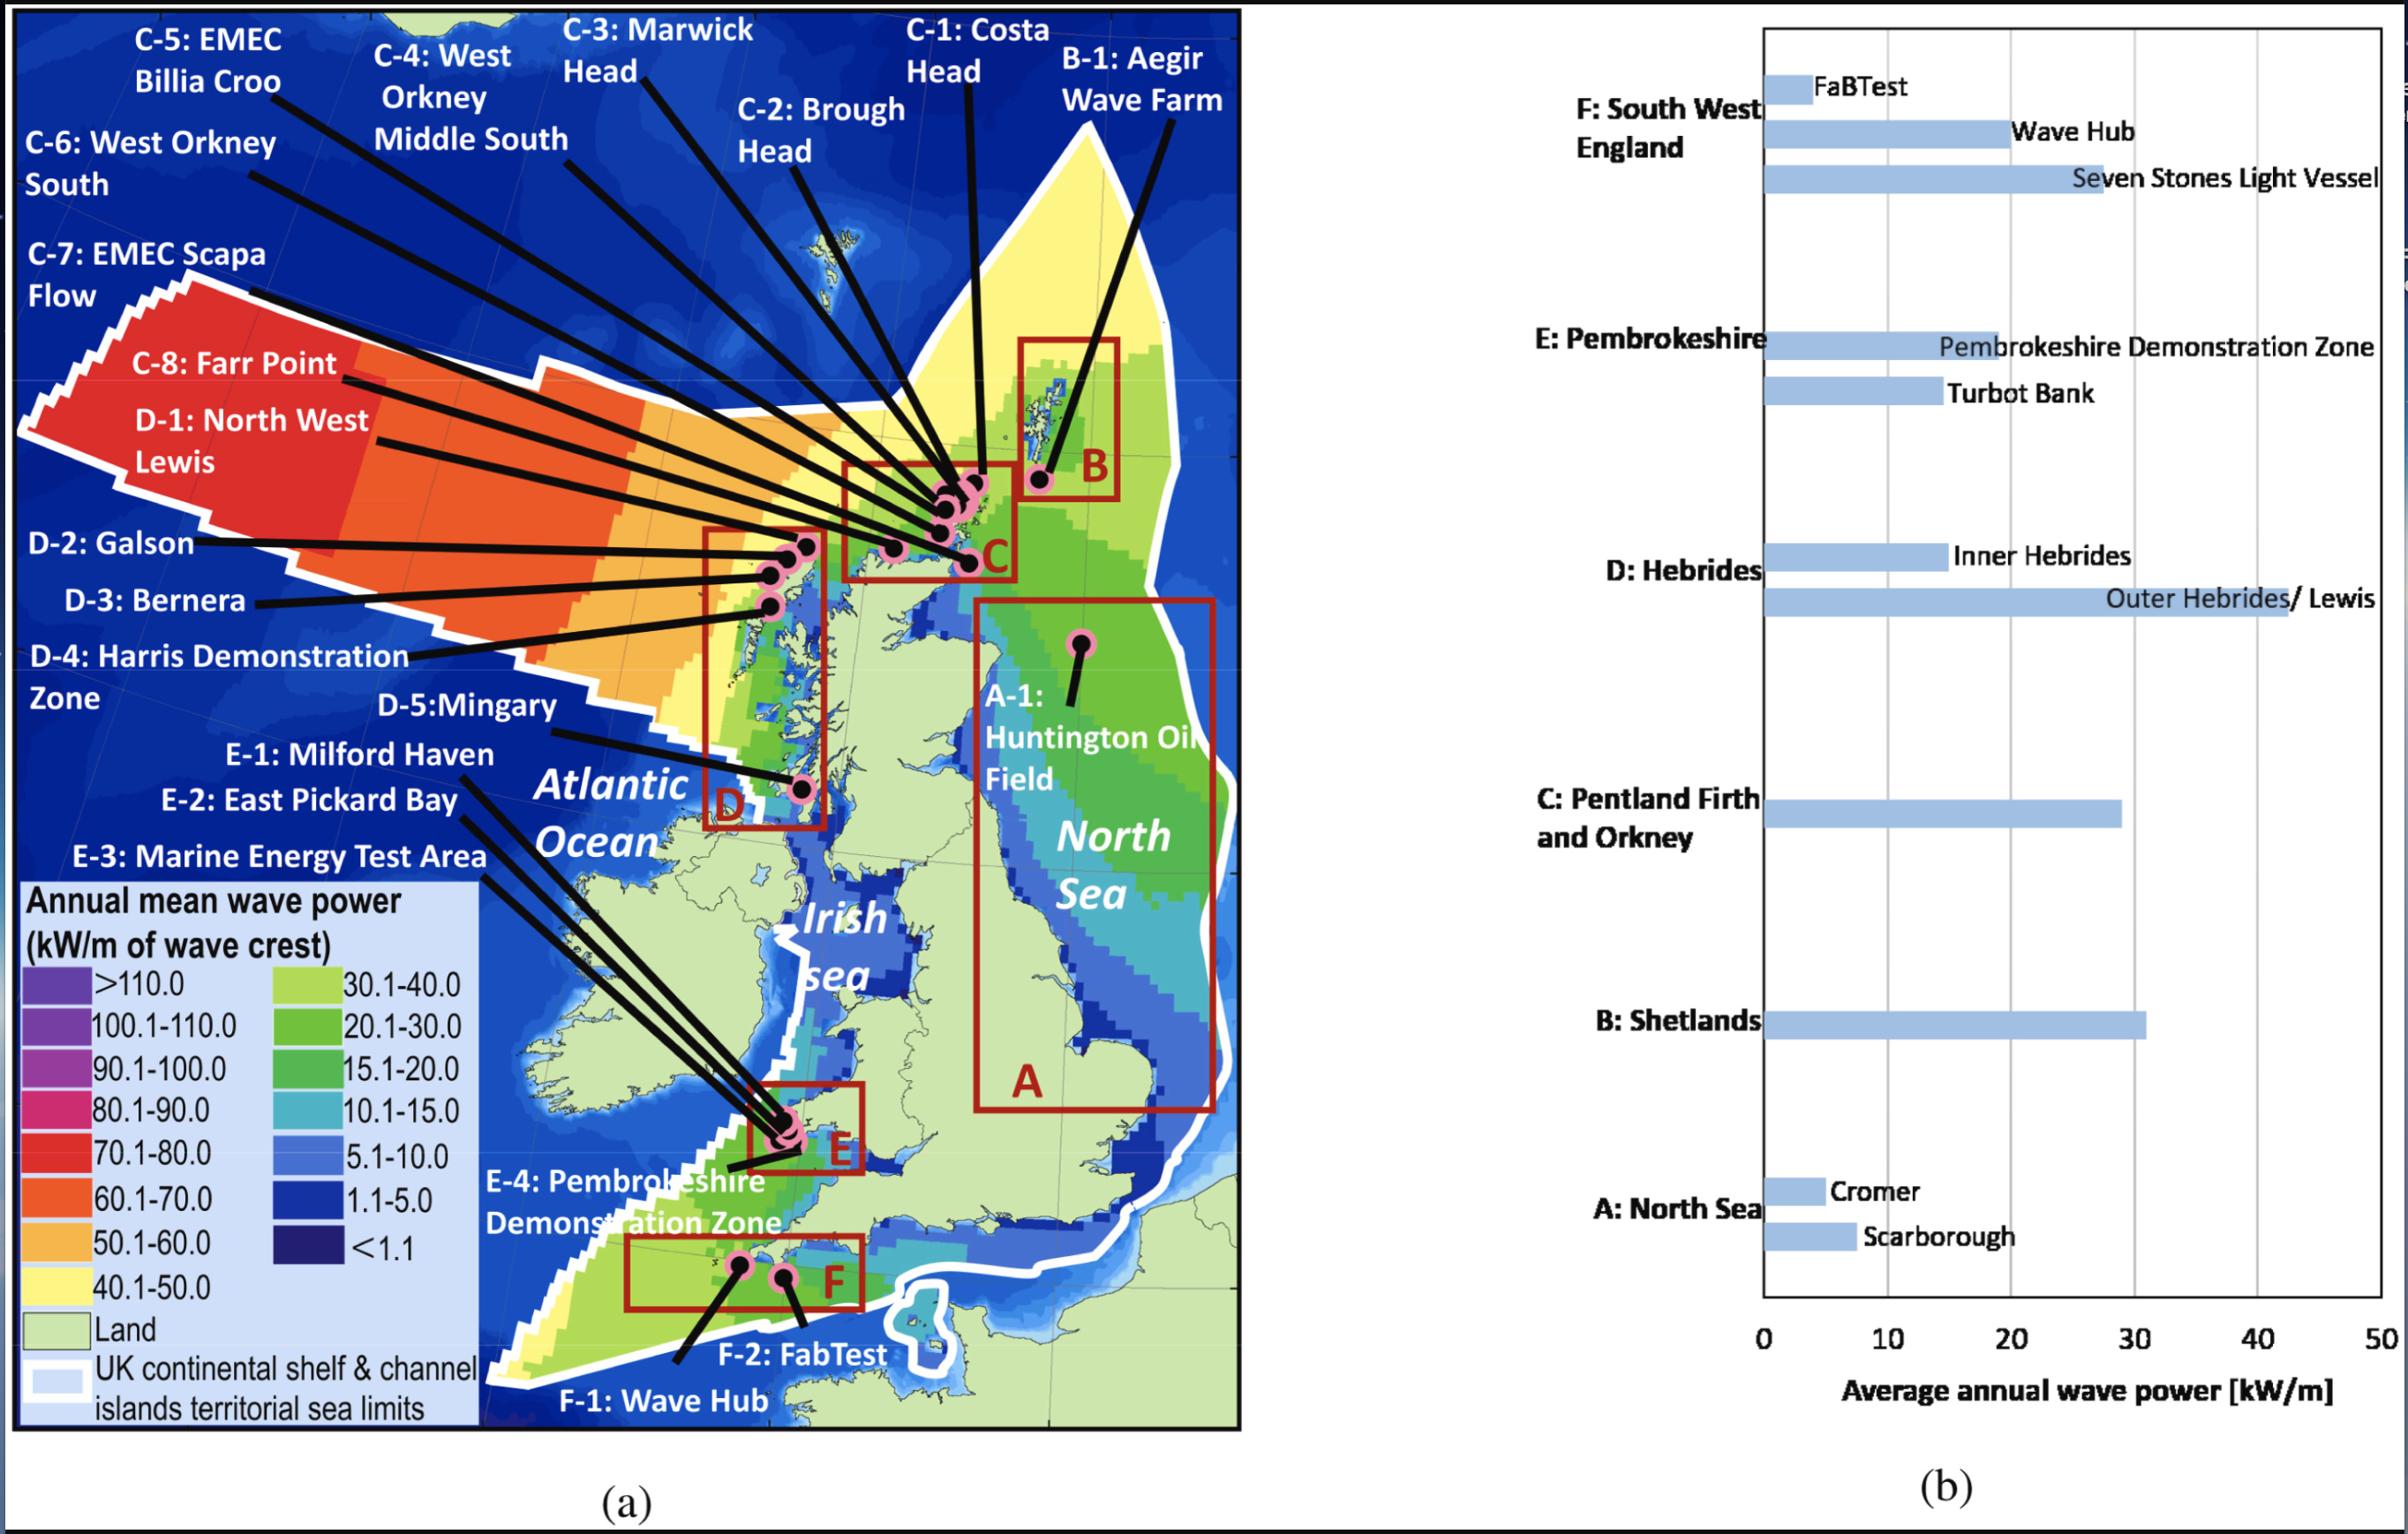 C-5: EMEC
Billia Croo
C-4: West
Orkney
Middle South
C-3: Marwick
Head
C-2: Brough
Head
C-1: Costa
Head
B-1: Aegir
Wave Farm
C-6: West Orkney
South
C-7: EMEC Scapa
Flow
C-8: Farr Point
D-1: North West
Lewis
D-2: Galson
D-3: Bernera
D-4: Harris Demonstration
Zone
D-5:Mingary
E-1: Milford Haven
E-2: East Pickard Bay
E-3: Marine Energy Test Area
B
C
D
A-1:
Huntington Oil
Field
Atlantic
Ocean
North
Sea
Irish
sea
A
E
E-4: Pembrokeshire
Demonstration Zone
F
F-2: FabTest
F-1: Wave Hub
Annual mean wave power
(kW/m of wave crest)
>110.0
100.1-110.0
90.1-100.0
80.1-90.0
70.1-80.0
60.1-70.0
50.1-60.0
40.1-50.0
30.1-40.0
20.1-30.0
15.1-20.0
10.1-15.0
5.1-10.0
1.1-5.0
<1.1
Land
UK continental shelf & channel
islands territorial sea limits
(a)
F: South West
England
FaBTest
Wave Hub
Seven Stones Light Vessel
E: Pembrokeshire
Pembrokeshire Demonstration Zone
Turbot Bank
D: Hebrides
Inner Hebrides
Outer Hebrides/ Lewis
C: Pentland Firth
and Orkney
B: Shetlands
A: North Sea
Cromer
Scarborough
0 10 20 30 40 50
Average annual wave power [kW/m]
(b)